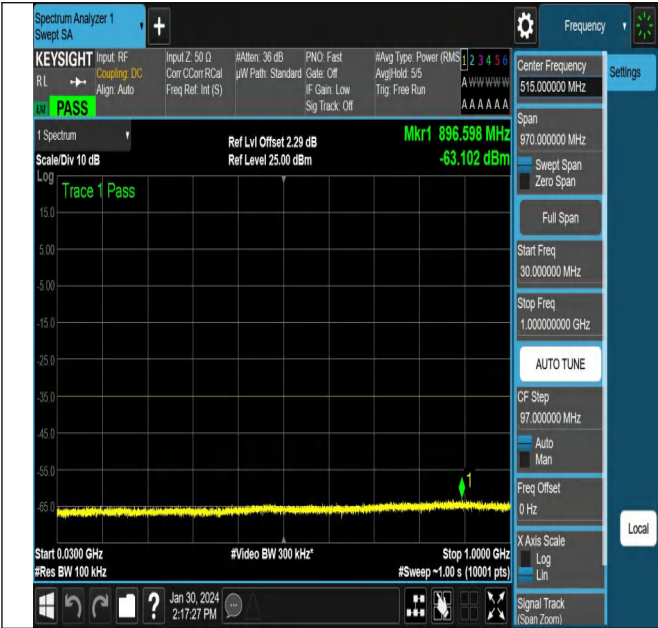 Spectrum Analyzer 1
Swept SA
+
Frequency
KEYSIGHT
RL
PASS
Input: RF
Coupling: DC
Align: Auto
Input Z: 50 Ω
Corr CCorr RCal
Freq Ref: Int (S)
#Atten: 36 dB
µW Path: Standard
PNO: Fast
Gate: Off
IF Gain: Low
Sig Track: Off
#Avg Type: Power (RMS
Avg|Hold: 5/5
Trig: Free Run
1 2 3 4 5 6
A W W W W W
A A A A A A
1 Spectrum
Scale/Div 10 dB
Log
Ref Lvl Offset 2.29 dB
Ref Level 25.00 dBm
Mkr1 896.598 MHz
-63.102 dBm
Trace 1 Pass
15.0
5.00
-5.00
-15.0
-25.0
-35.0
-45.0
-55.0
-65.0
1
Start 0.0300 GHz
#Res BW 100 kHz
#Video BW 300 kHz*
Stop 1.0000 GHz
#Sweep ~1.00 s (10001 pts)
Jan 30, 2024
2:17:27 PM
?
Center Frequency
515.000000 MHz
Span
970.000000 MHz
Swept Span
Zero Span
Full Span
Start Freq
30.000000 MHz
Stop Freq
1.000000000 GHz
AUTO TUNE
CF Step
97.000000 MHz
Auto
Man
Freq Offset
0 Hz
X Axis Scale
Log
Lin
Signal Track
(Span Zoom)
Settings
Local